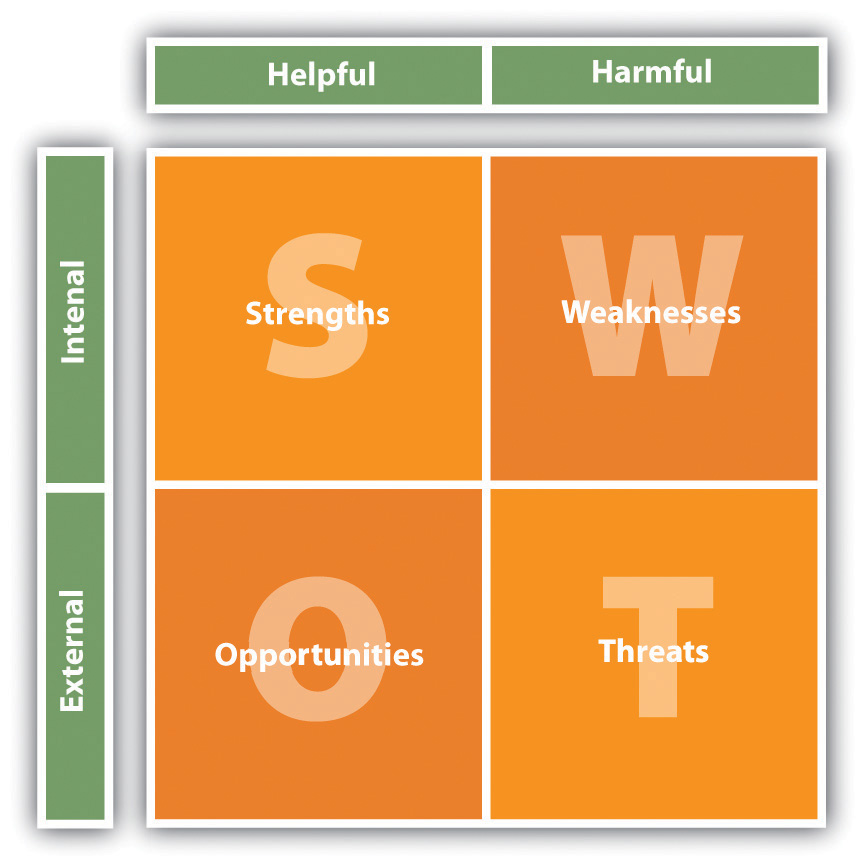 Helpful
Harmful
Intenal
S
Strengths
W
Weaknesses
External
O
Opportunities
T
Threats